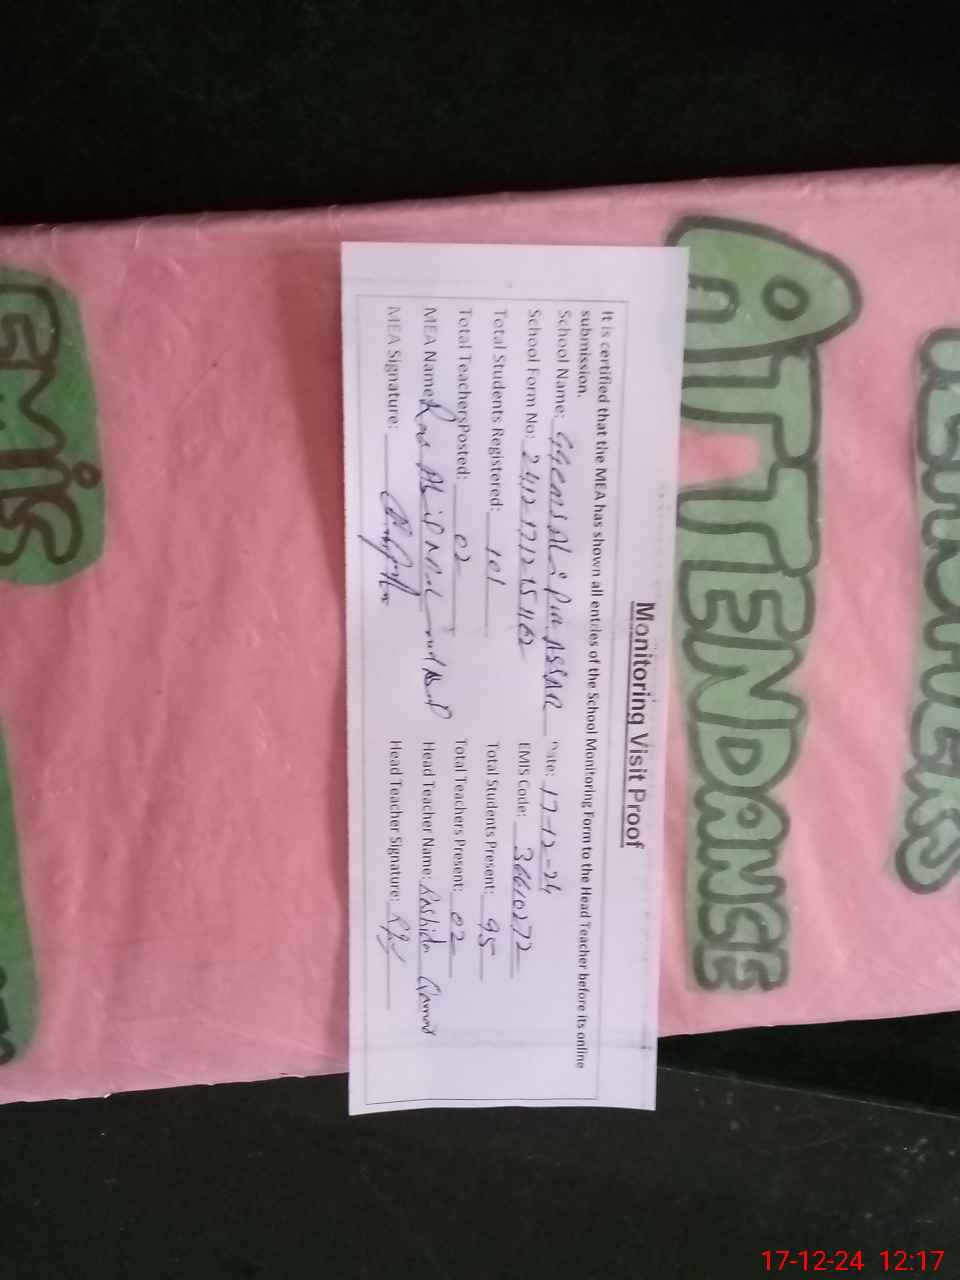 TEACHERS
ATTENDANCE
Monitoring Visit Proof
It is certified that the MEA has shown all entries of the School Monitoring Form to the Head Teacher before its online
submission.
School Name: Date: 17-12-24
School Form No: EMIS Code: 36610272
Total Students Registered: 101 Total Students Present: 95
Total TeachersPosted: 02 Total Teachers Present: 02
MEA Name: Head Teacher Name: Rashida
MEA Signature: Head Teacher Signature:
17-12-24 12:17